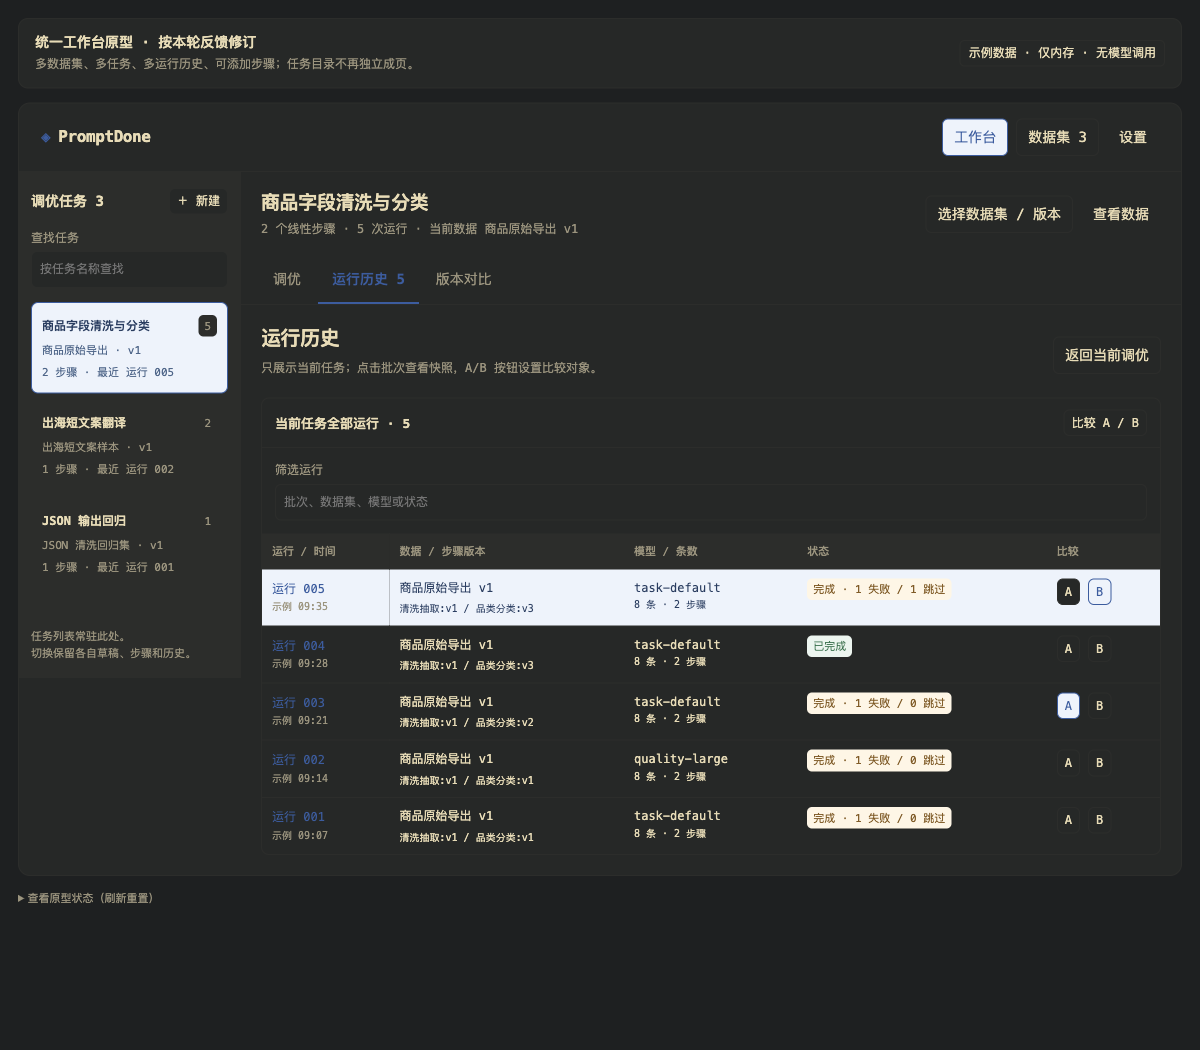 统一工作台原型 · 按本轮反馈修订
多数据集、多任务、多运行历史、可添加步骤；任务目录不再独立成页。
示例数据 · 仅内存 · 无模型调用
◈ PromptDone
工作台
数据集 3
设置
调优任务 3
+ 新建
查找任务
按任务名称查找
商品字段清洗与分类 5
商品原始导出 · v1
2 步骤 · 最近 运行 005
出海短文案翻译 2
出海短文案样本 · v1
1 步骤 · 最近 运行 002
JSON 输出回归 1
JSON 清洗回归集 · v1
1 步骤 · 最近 运行 001
任务列表常驻此处。
切换保留各自草稿、步骤和历史。
商品字段清洗与分类
2 个线性步骤 · 5 次运行 · 当前数据 商品原始导出 v1
选择数据集 / 版本
查看数据
调优
运行历史 5
版本对比
运行历史
只展示当前任务；点击批次查看快照，A/B 按钮设置比较对象。
返回当前调优
当前任务全部运行 · 5
比较 A / B
筛选运行
批次、数据集、模型或状态
运行 / 时间 数据 / 步骤版本 模型 / 条数 状态 比较
运行 005 商品原始导出 v1 task-default 完成 · 1 失败 / 1 跳过 A B
示例 09:35 清洗抽取:v1 / 品类分类:v3 8 条 · 2 步骤
运行 004 商品原始导出 v1 task-default 已完成 A B
示例 09:28 清洗抽取:v1 / 品类分类:v3 8 条 · 2 步骤
运行 003 商品原始导出 v1 task-default 完成 · 1 失败 / 0 跳过 A B
示例 09:21 清洗抽取:v1 / 品类分类:v2 8 条 · 2 步骤
运行 002 商品原始导出 v1 quality-large 完成 · 1 失败 / 0 跳过 A B
示例 09:14 清洗抽取:v1 / 品类分类:v1 8 条 · 2 步骤
运行 001 商品原始导出 v1 task-default 完成 · 1 失败 / 0 跳过 A B
示例 09:07 清洗抽取:v1 / 品类分类:v1 8 条 · 2 步骤
▶ 查看原型状态（刷新重置）